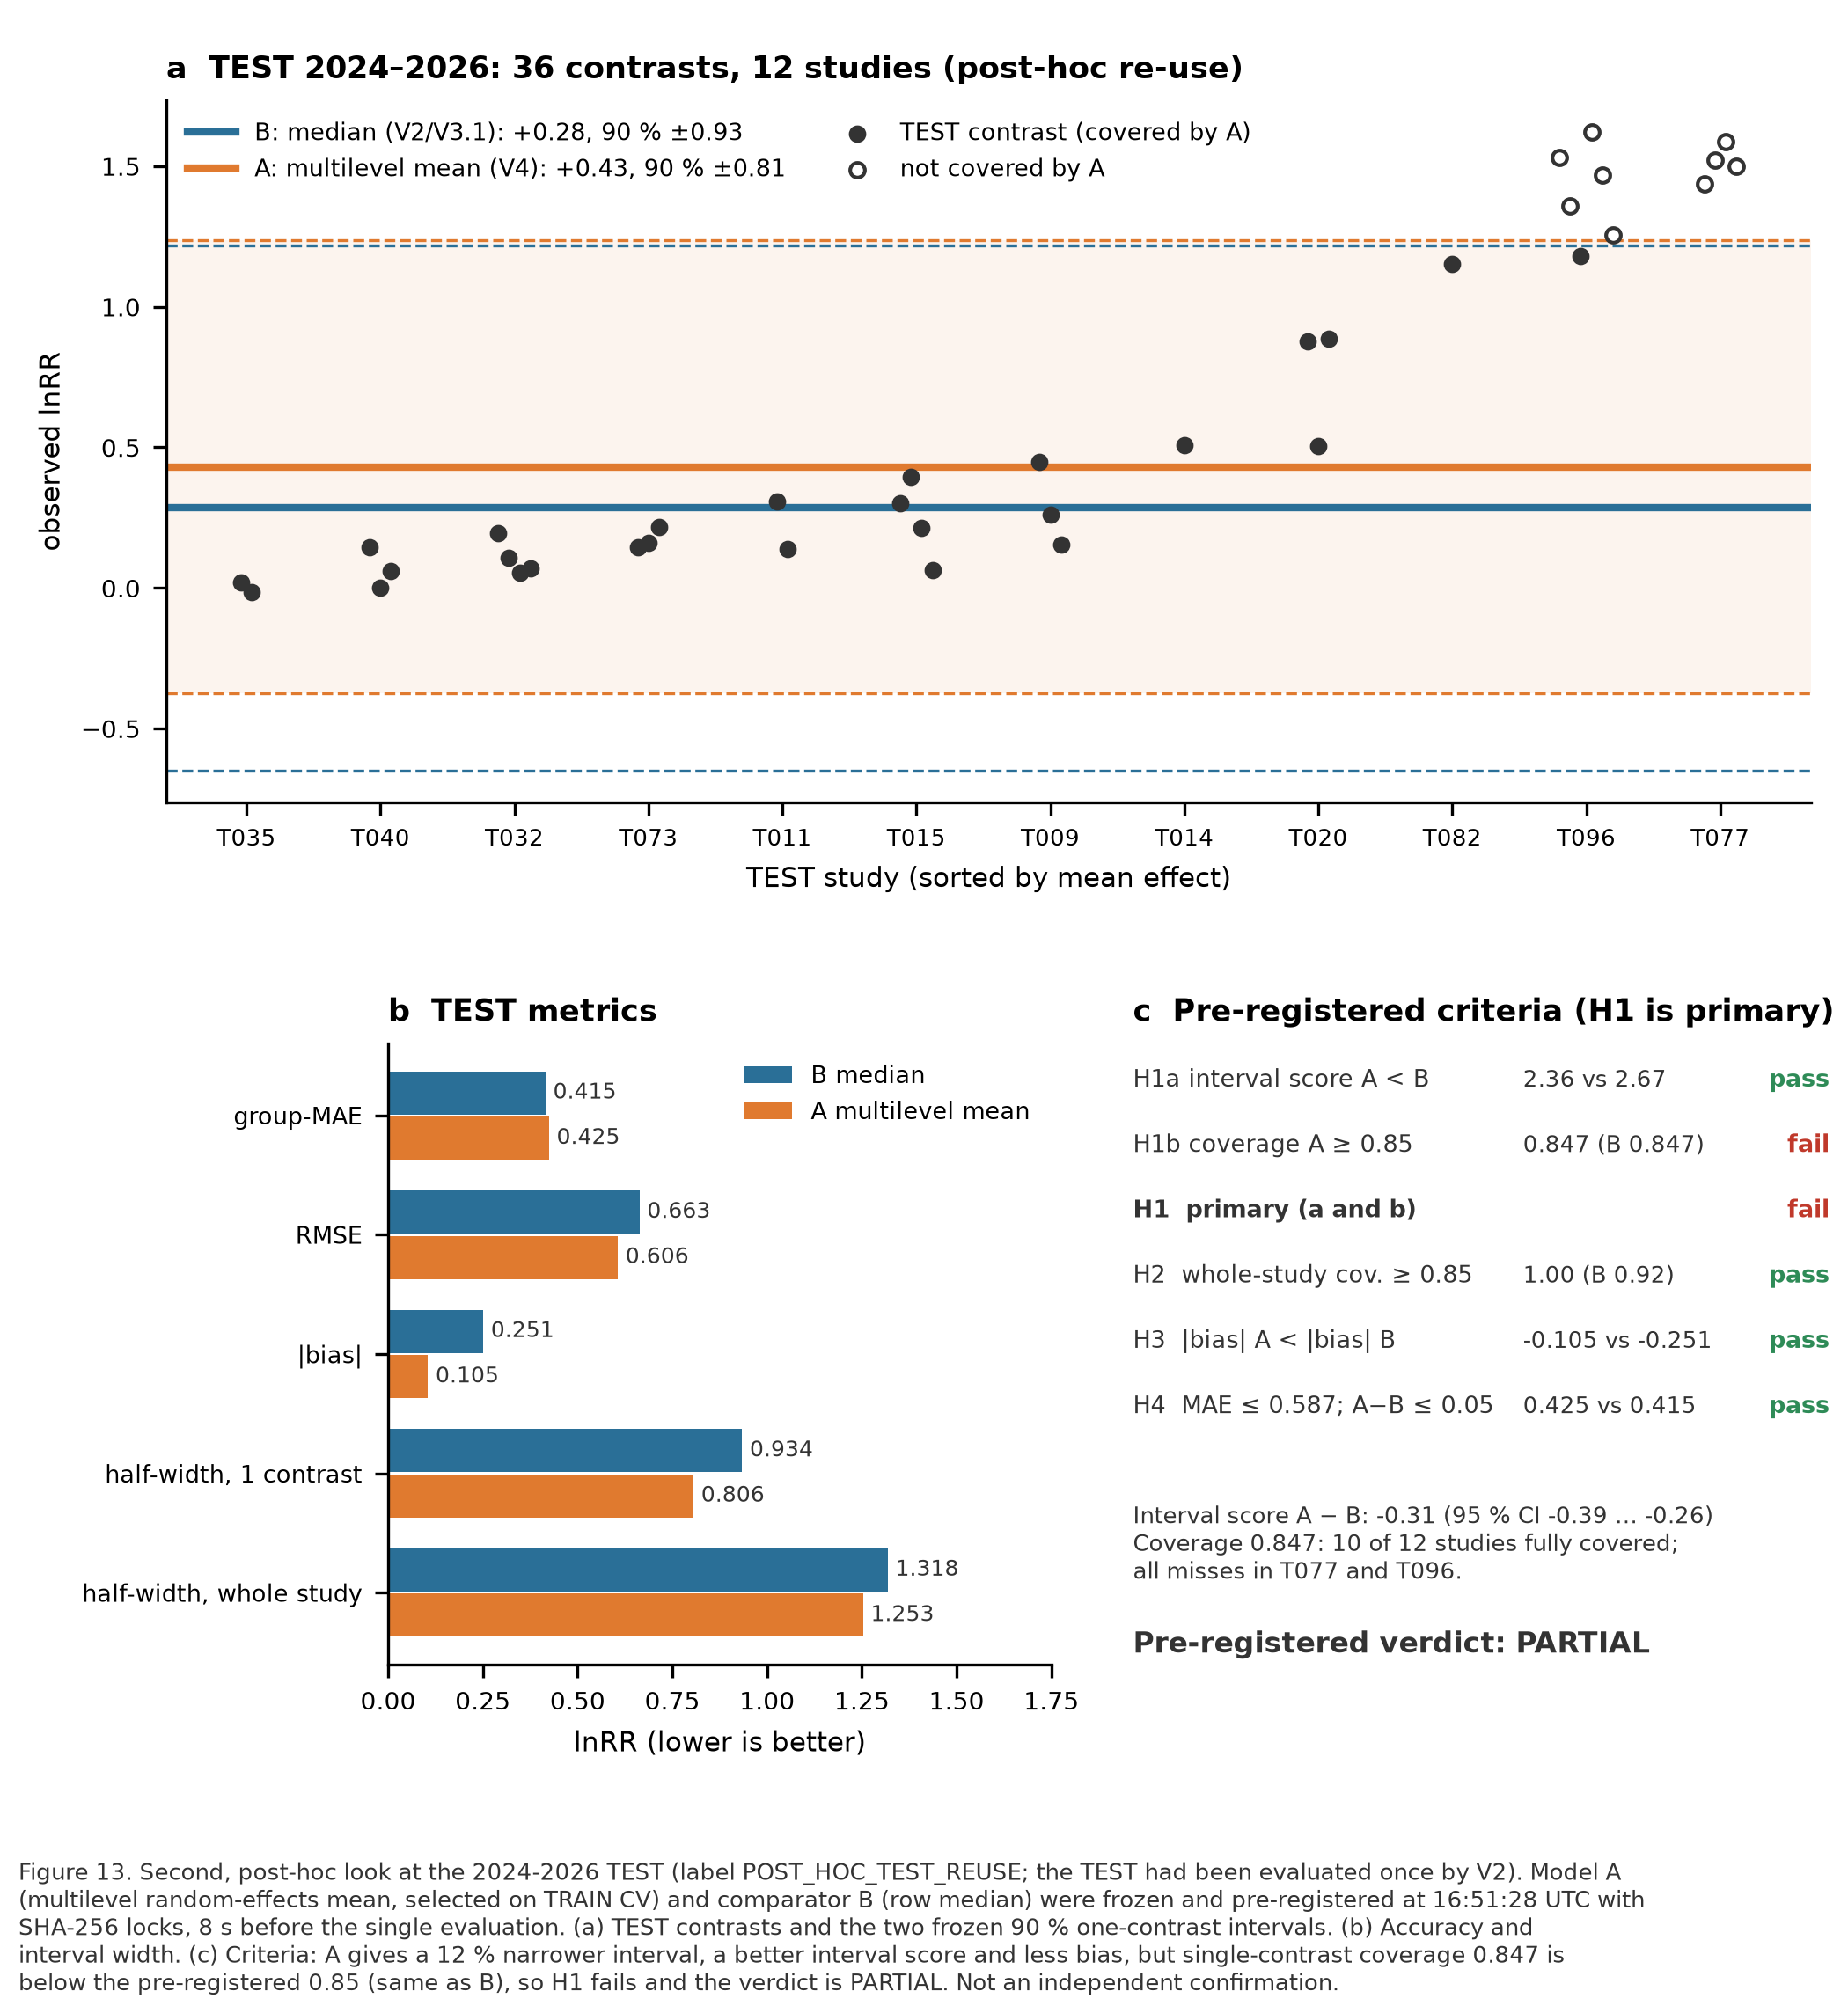 a TEST 2024–2026: 36 contrasts, 12 studies (post-hoc re-use)
B: median (V2/V3.1): +0.28, 90 % ±0.93
A: multilevel mean (V4): +0.43, 90 % ±0.81
TEST contrast (covered by A)
not covered by A
observed lnRR
1.5
1.0
0.5
0.0
−0.5
T035 T040 T032 T073 T011 T015 T009 T014 T020 T082 T096 T077
TEST study (sorted by mean effect)
b TEST metrics
B median
A multilevel mean
group-MAE
0.415
0.425
RMSE
0.663
0.606
|bias|
0.251
0.105
half-width, 1 contrast
0.934
0.806
half-width, whole study
1.318
1.253
0.00 0.25 0.50 0.75 1.00 1.25 1.50 1.75
lnRR (lower is better)
c Pre-registered criteria (H1 is primary)
H1a interval score A < B 2.36 vs 2.67 pass
H1b coverage A ≥ 0.85 0.847 (B 0.847) fail
H1 primary (a and b) fail
H2 whole-study cov. ≥ 0.85 1.00 (B 0.92) pass
H3 |bias| A < |bias| B -0.105 vs -0.251 pass
H4 MAE ≤ 0.587; A−B ≤ 0.05 0.425 vs 0.415 pass
Interval score A − B: -0.31 (95 % CI -0.39 … -0.26)
Coverage 0.847: 10 of 12 studies fully covered;
all misses in T077 and T096.
Pre-registered verdict: PARTIAL
Figure 13. Second, post-hoc look at the 2024-2026 TEST (label POST_HOC_TEST_REUSE; the TEST had been evaluated once by V2). Model A
(multilevel random-effects mean, selected on TRAIN CV) and comparator B (row median) were frozen and pre-registered at 16:51:28 UTC with
SHA-256 locks, 8 s before the single evaluation. (a) TEST contrasts and the two frozen 90 % one-contrast intervals. (b) Accuracy and
interval width. (c) Criteria: A gives a 12 % narrower interval, a better interval score and less bias, but single-contrast coverage 0.847 is
below the pre-registered 0.85 (same as B), so H1 fails and the verdict is PARTIAL. Not an independent confirmation.